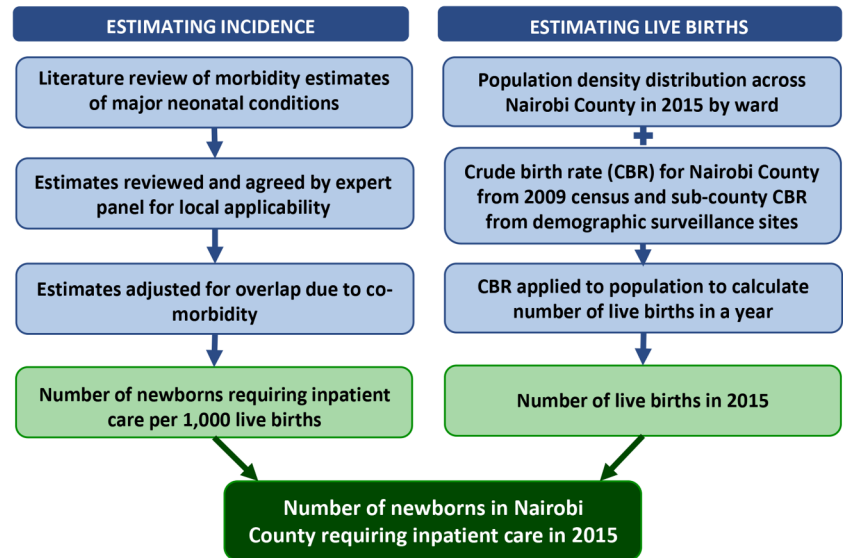 ESTIMATING INCIDENCE
Literature review of morbidity estimates
of major neonatal conditions
Estimates reviewed and agreed by expert
panel for local applicability
Estimates adjusted for overlap due to co-
morbidity
Number of newborns requiring inpatient
care per 1,000 live births
ESTIMATING LIVE BIRTHS
Population density distribution across
Nairobi County in 2015 by ward
Crude birth rate (CBR) for Nairobi County
from 2009 census and sub-county CBR
from demographic surveillance sites
CBR applied to population to calculate
number of live births in a year
Number of live births in 2015
Number of newborns in Nairobi
County requiring inpatient care in 2015